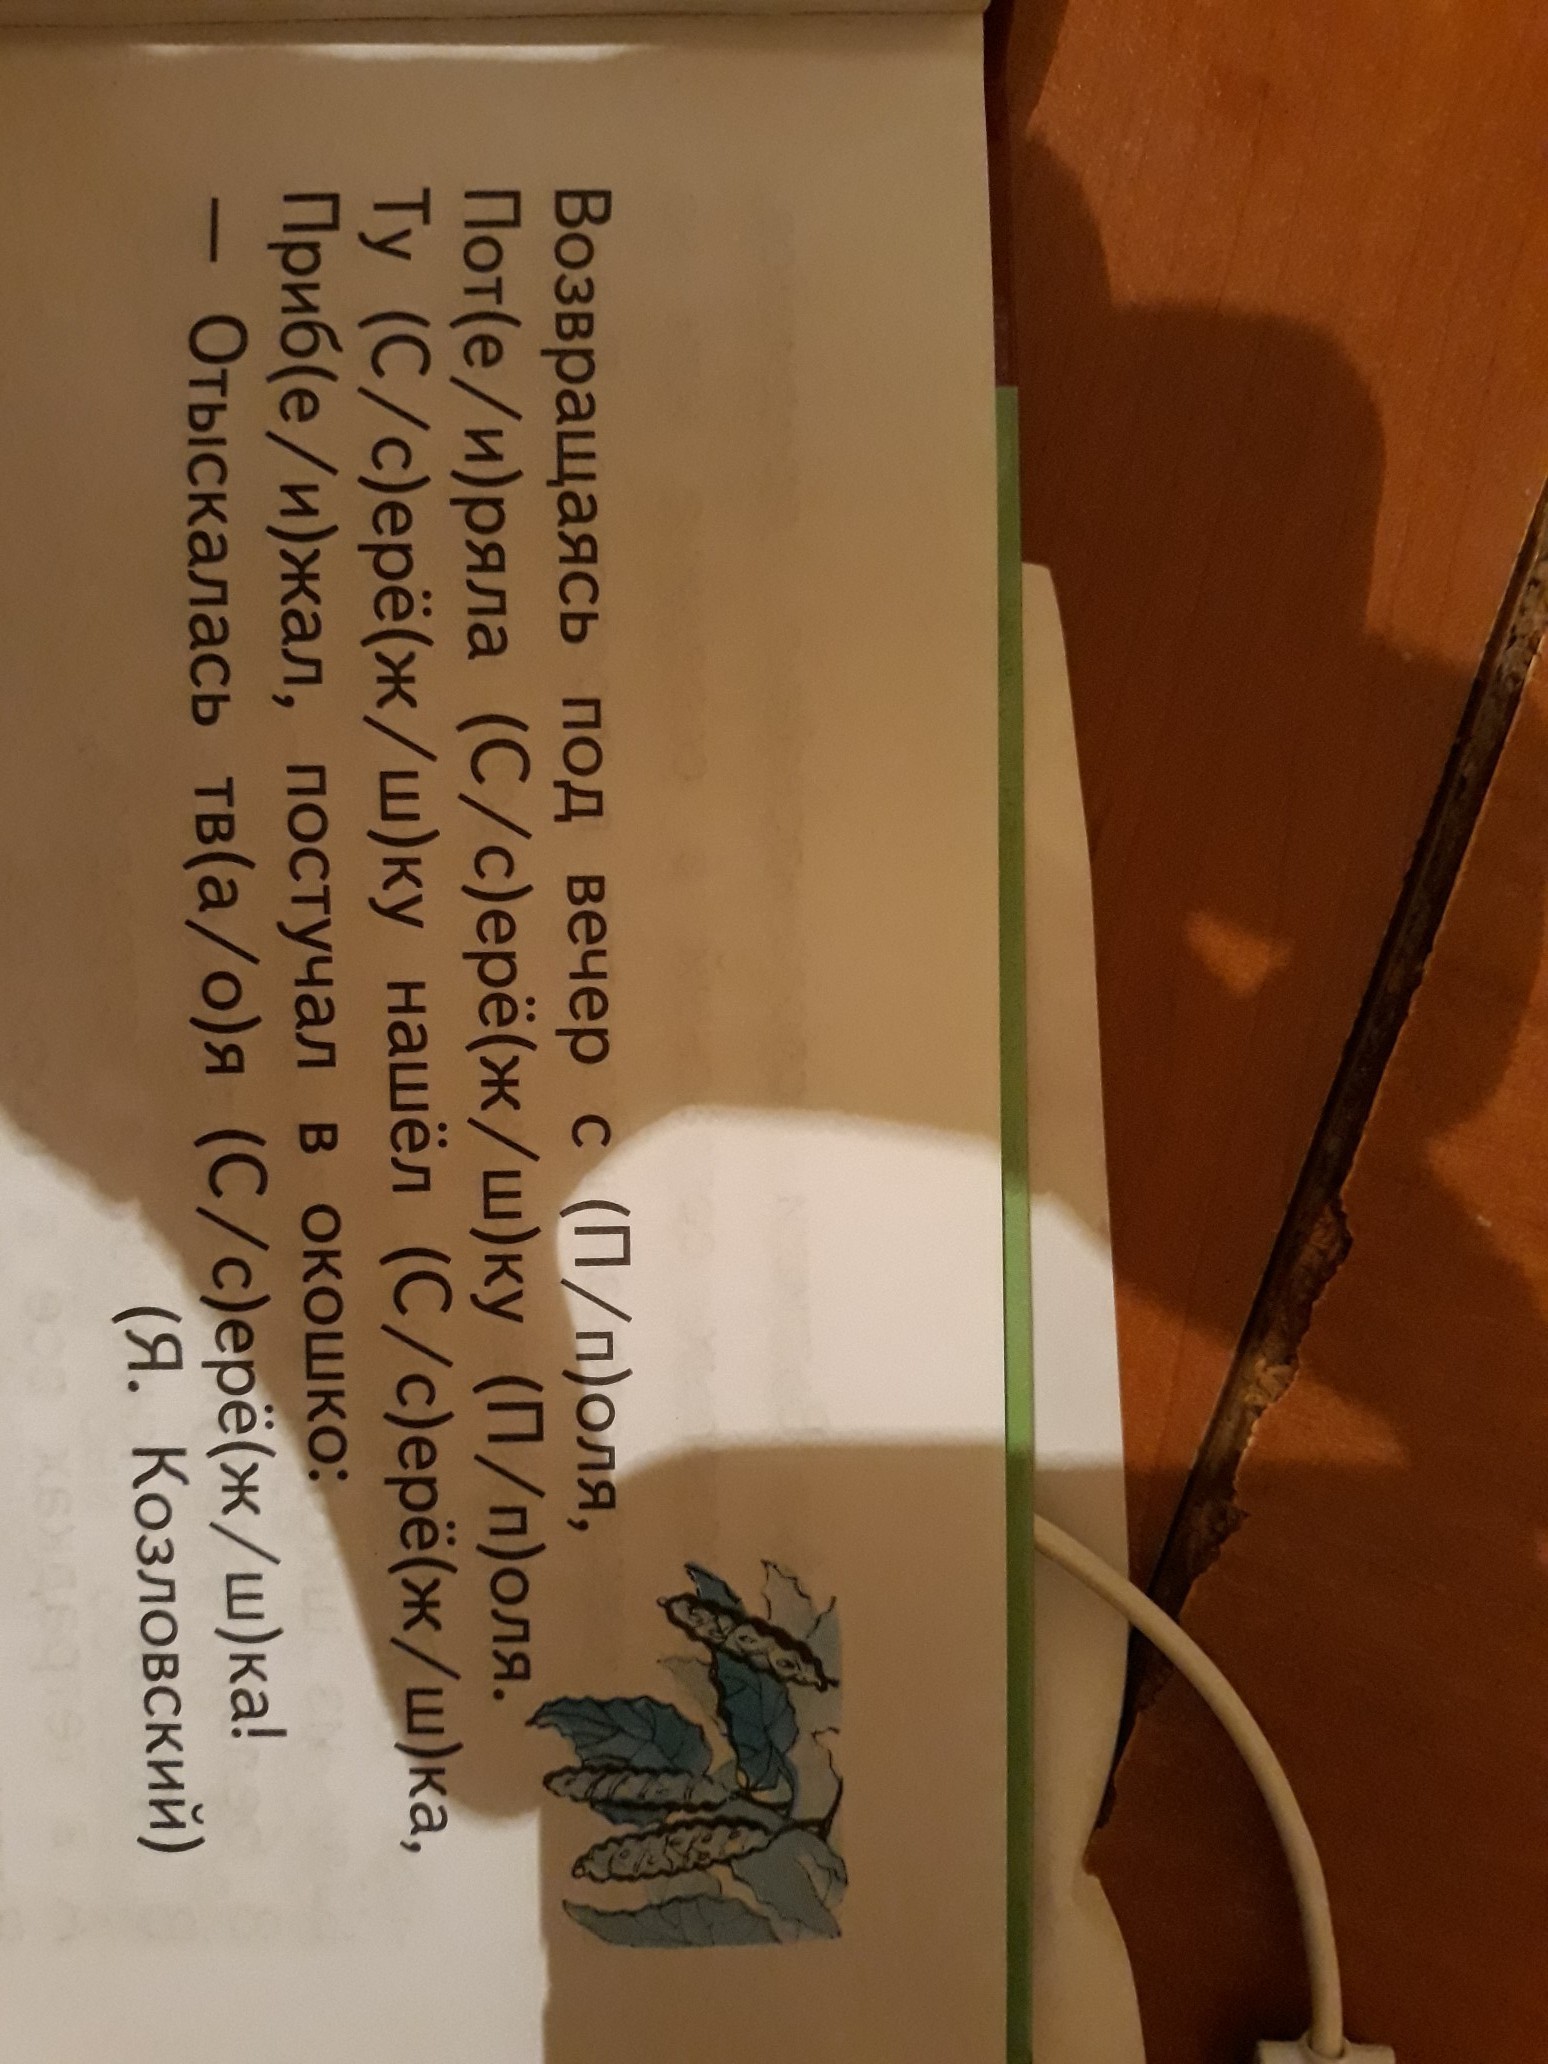 Возвращаясь под вечер с (П/п)оля,
Пот(е/и)ряла (С/с)ерё(ж/ш)ку (П/п)оля.
Ту (С/с)ерё(ж/ш)ку нашёл (С/с)ерё(ж/ш)ка,
Приб(е/и)жал, постучал в окошко:
— Отыскалась тв(а/о)я (С/с)ерё(ж/ш)ка!
(Я. Козловский)